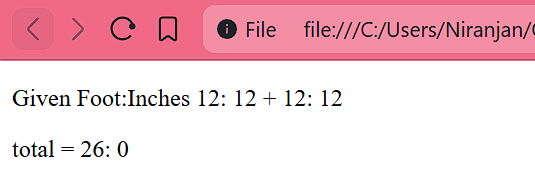 File file:///C:/Users/Niranjan/
Given Foot:Inches 12: 12 + 12: 12
total = 26: 0